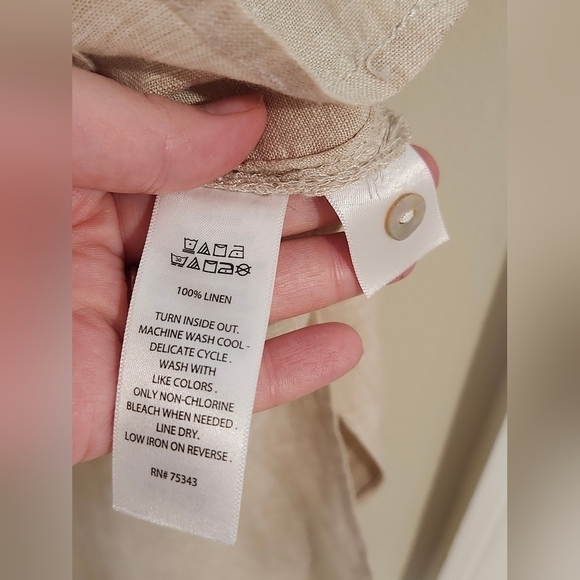 100% LINEN
TURN INSIDE OUT.
MACHINE WASH COOL -
DELICATE CYCLE .
WASH WITH
LIKE COLORS .
ONLY NON-CHLORINE
BLEACH WHEN NEEDED .
LINE DRY.
LOW IRON ON REVERSE .
RN# 75343